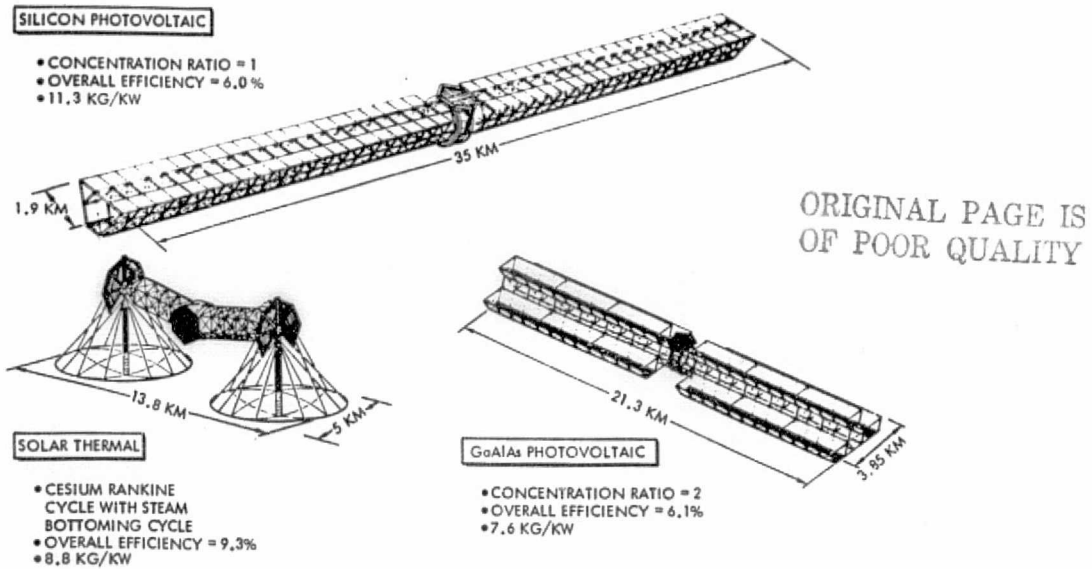 SILICON PHOTOVOLTAIC
• CONCENTRATION RATIO = 1
• OVERALL EFFICIENCY = 6.0 %
• 11.3 KG/KW
35 KM
1.9 KM
ORIGINAL PAGE IS
OF POOR QUALITY
13.8 KM
5 KM
SOLAR THERMAL
• CESIUM RANKINE
CYCLE WITH STEAM
BOTTOMING CYCLE
• OVERALL EFFICIENCY = 9.3%
• 8.8 KG/KW
21.3 KM
3.85 KM
GaAlAs PHOTOVOLTAIC
• CONCENTRATION RATIO = 2
• OVERALL EFFICIENCY = 6.1%
• 7.6 KG/KW